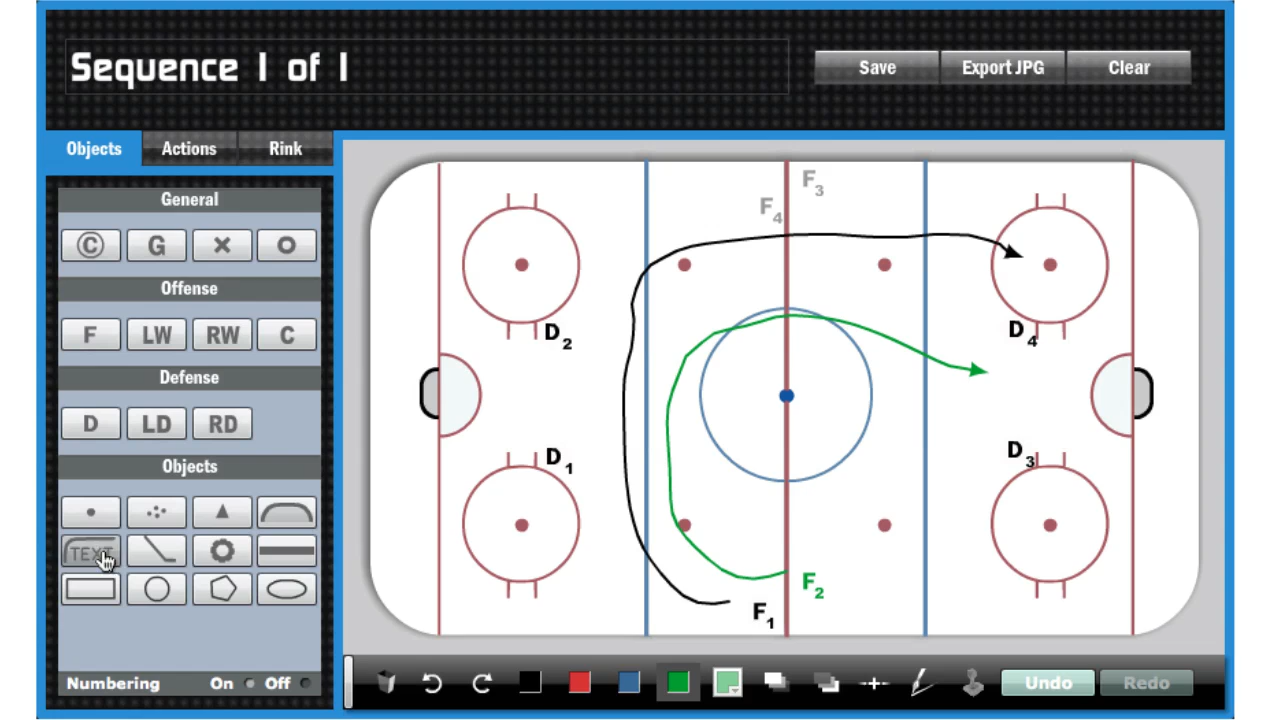 Sequence 1 of 1
Save
Export JPG
Clear
Objects
Actions
Rink
General
© G × O
Offense
F LW RW C
Defense
D LD RD
Objects
TEXT
Numbering On Off
F3
F4
D2
D4
D1
D3
F2
F1
Undo
Redo